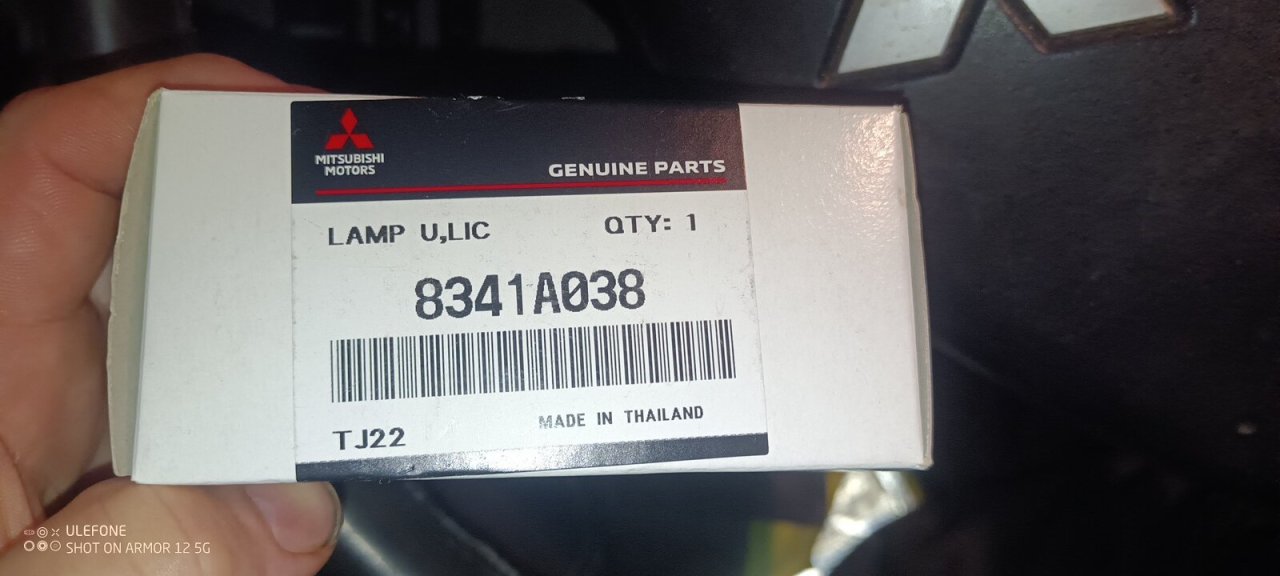 MITSUBISHI
MOTORS
GENUINE PARTS
LAMP U,LIC QTY: 1
8341A038
MADE IN THAILAND
TJ22
ULEFONE
SHOT ON ARMOR 12 5G